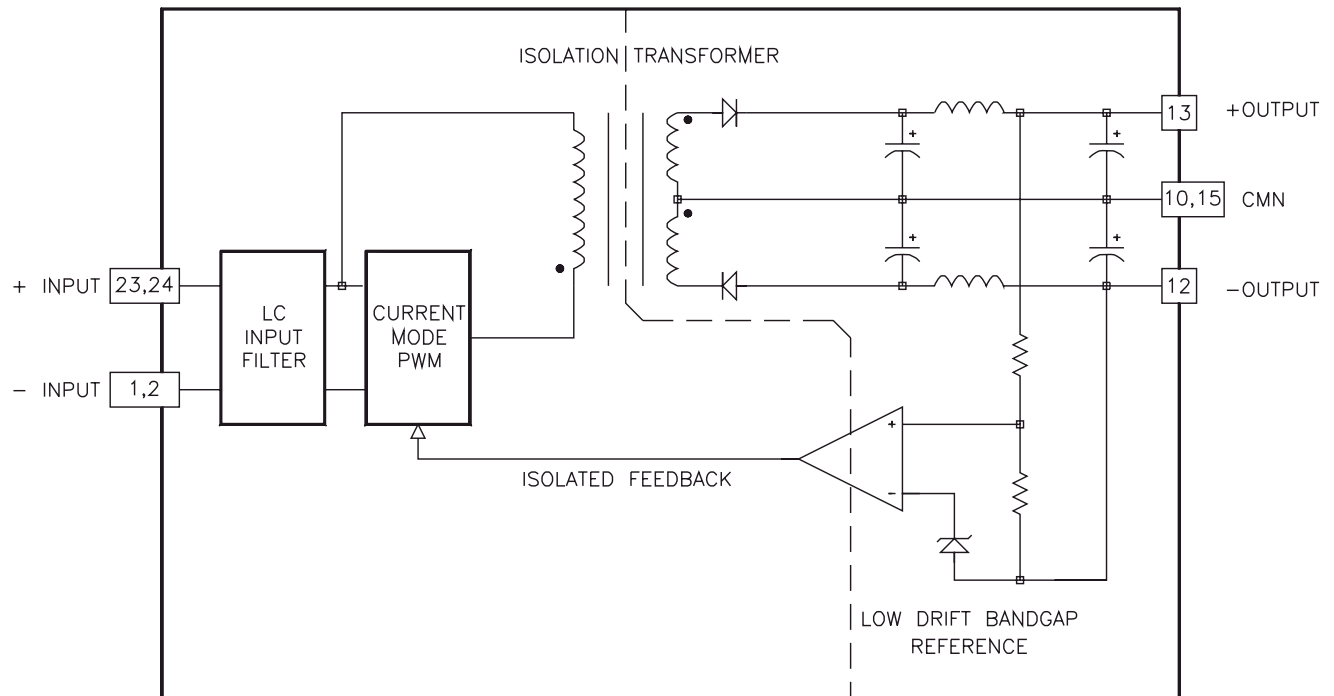 ISOLATION TRANSFORMER
13 +OUTPUT
+
+
10,15 CMN
+
+
+ INPUT 23,24
12 -OUTPUT
LC
INPUT
FILTER
CURRENT
MODE
PWM
- INPUT 1,2
+
ISOLATED FEEDBACK
-
LOW DRIFT BANDGAP
REFERENCE